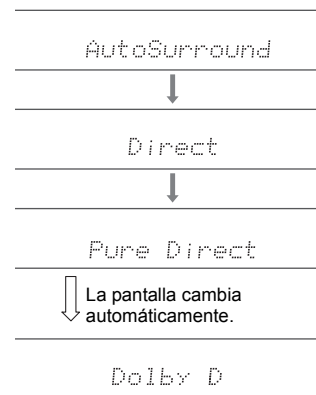 AutoSurround
Direct
Pure Direct
La pantalla cambia
automáticamente.
Dolby D